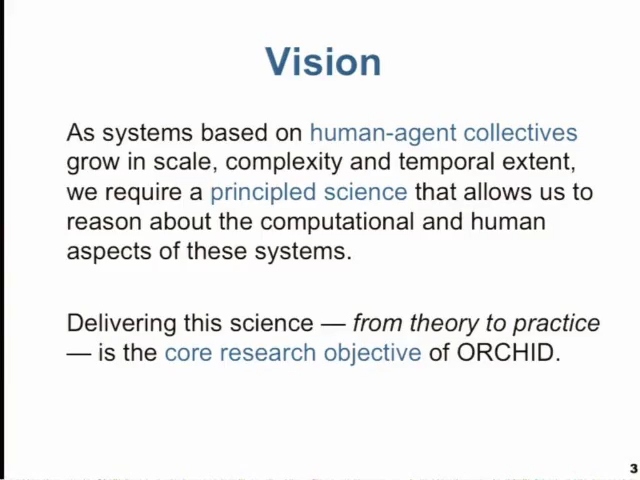 Vision
As systems based on human-agent collectives
grow in scale, complexity and temporal extent,
we require a principled science that allows us to
reason about the computational and human
aspects of these systems.
Delivering this science — from theory to practice
— is the core research objective of ORCHID.
3